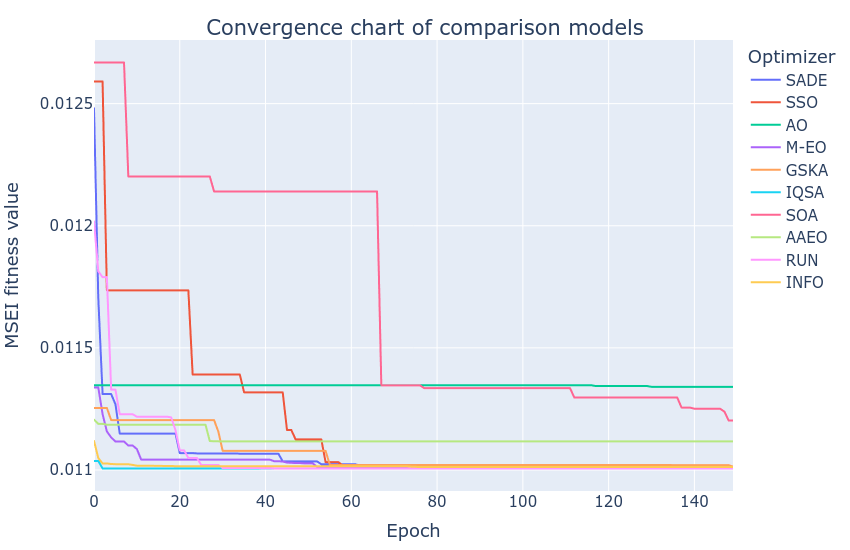 Convergence chart of comparison models
MSEI fitness value
0.0125
0.012
0.0115
0.011
0 20 40 60 80 100 120 140
Epoch
Optimizer
SADE
SSO
AO
M-EO
GSKA
IQSA
SOA
AAEO
RUN
INFO